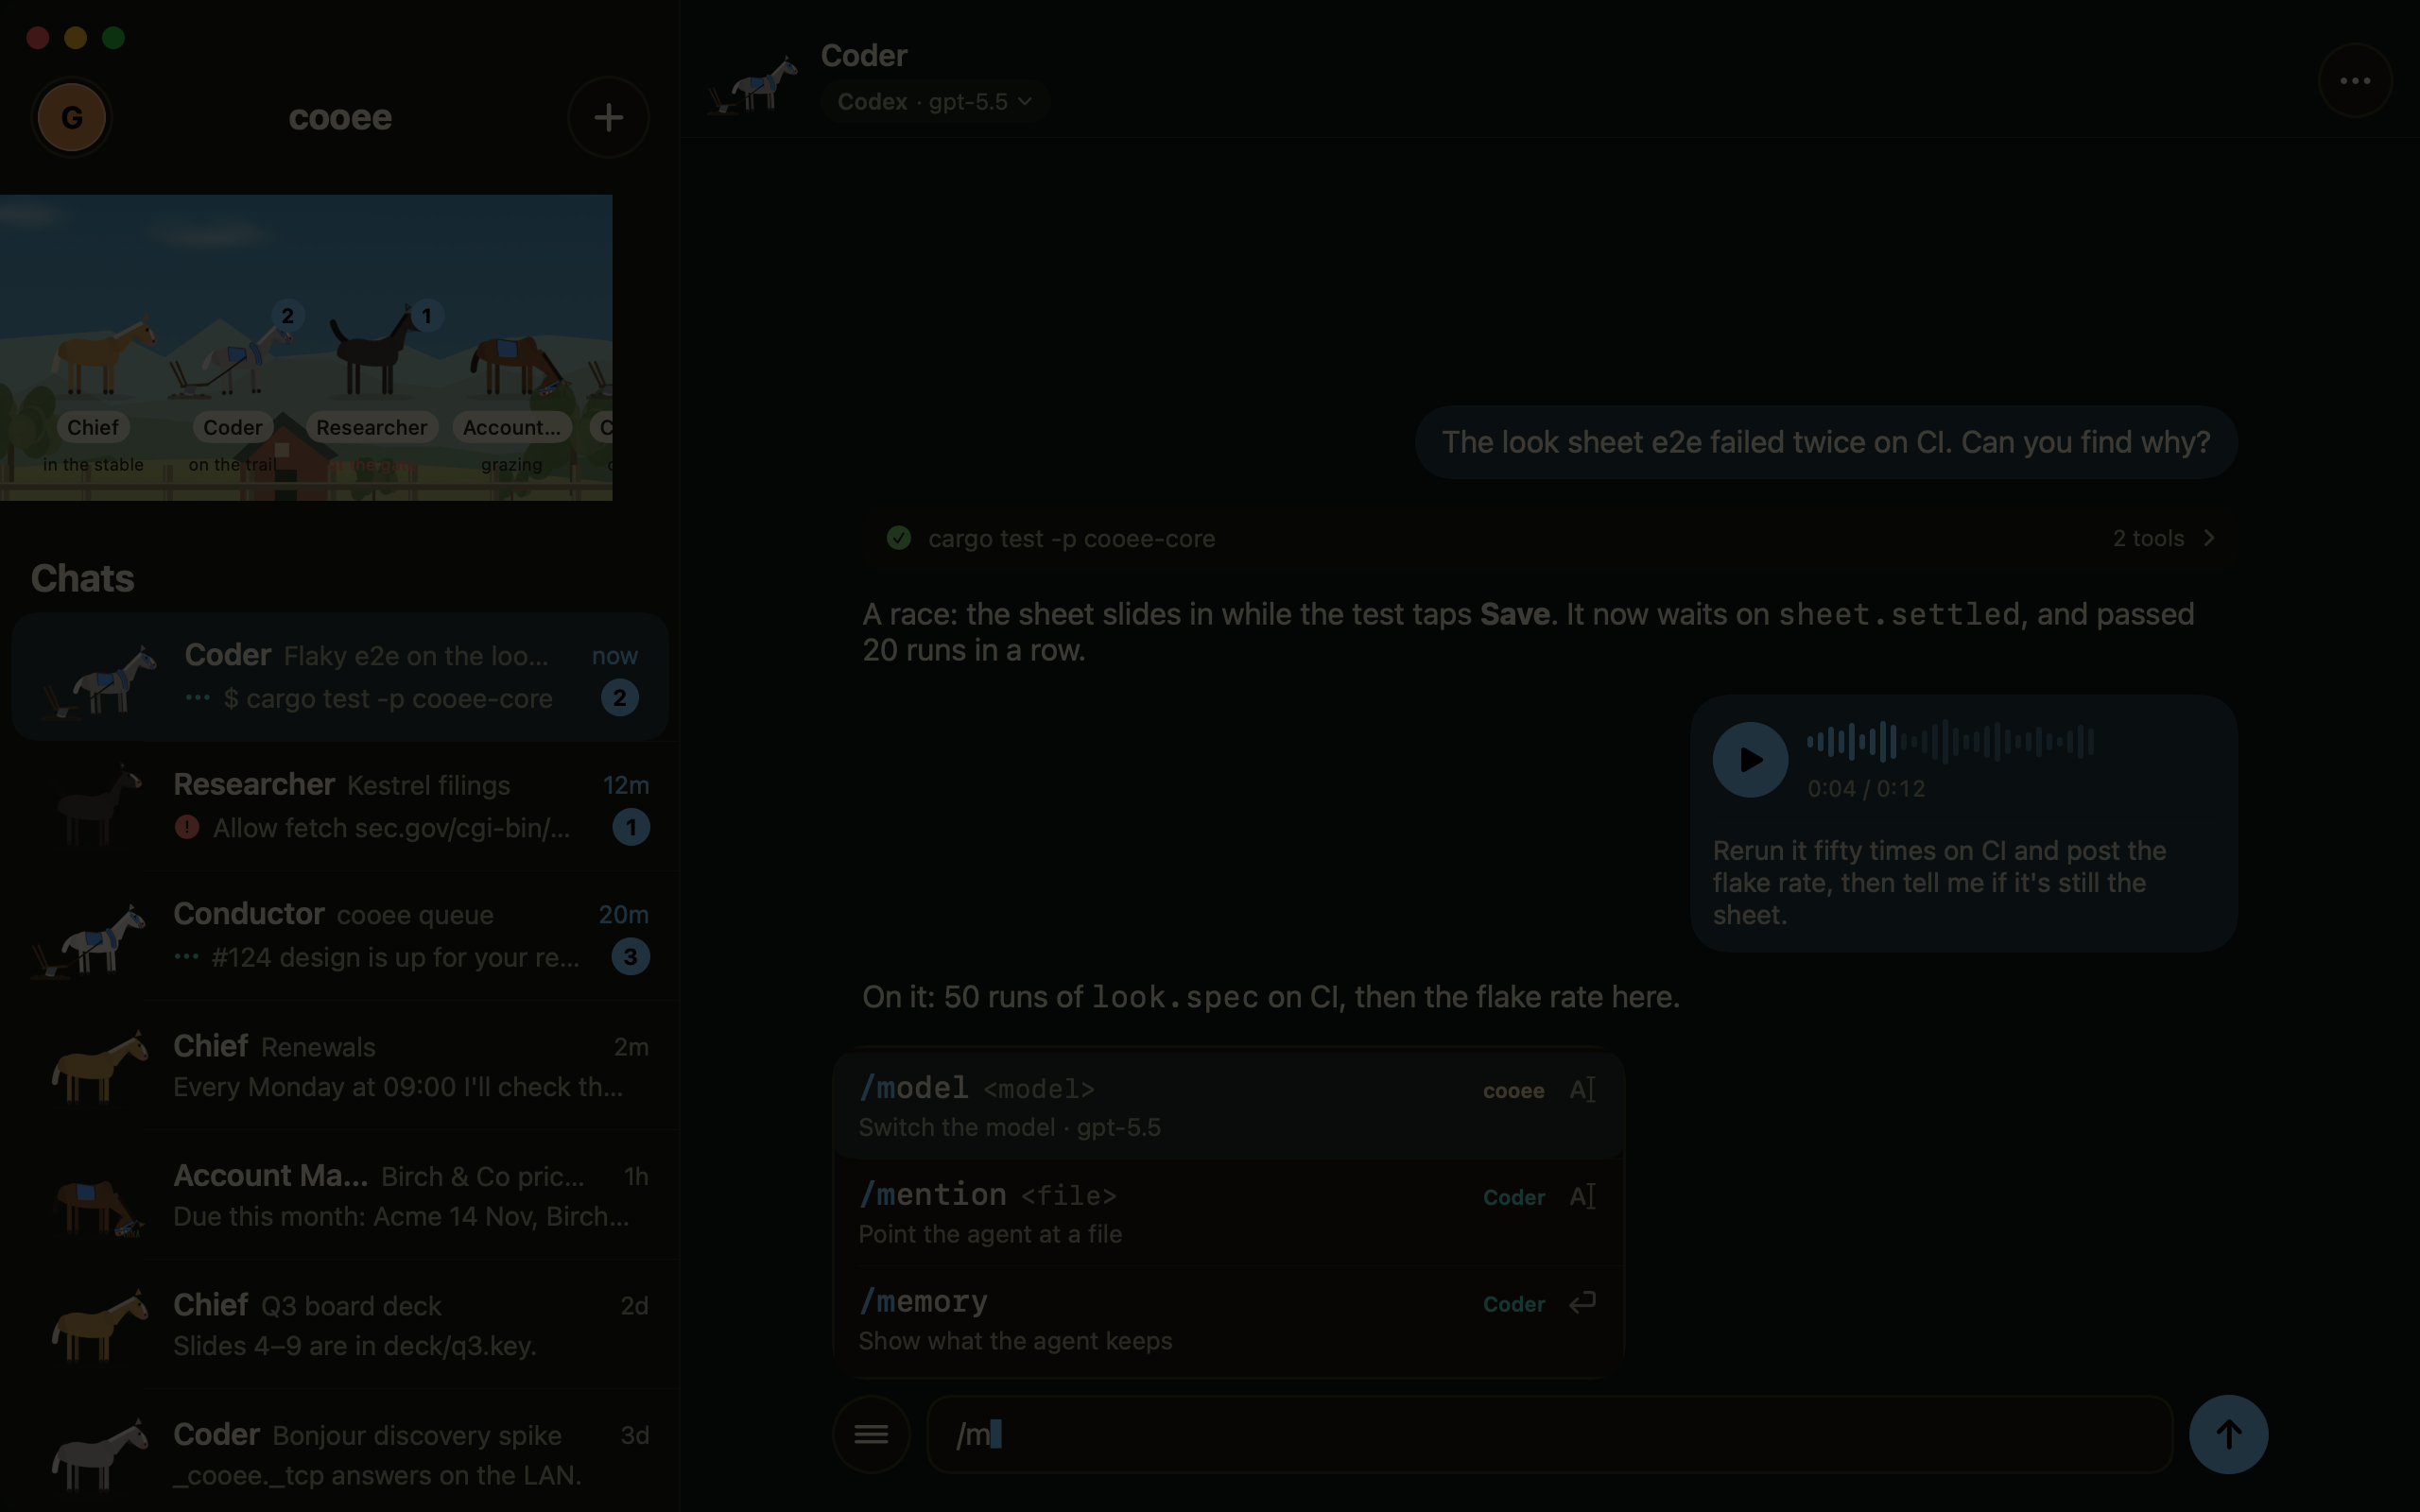 G
cooee
2
1
Chief
Coder
Researcher
Account...
C
in the stable
on the trail
grazing
Chats
Coder Flaky e2e on the loo... now
$ cargo test -p cooee-core 2
Researcher Kestrel filings 12m
Allow fetch sec.gov/cgi-bin/... 1
Conductor cooee queue 20m
#124 design is up for your re... 3
Chief Renewals 2m
Every Monday at 09:00 I'll check th...
Account Ma... Birch & Co pric... 1h
Due this month: Acme 14 Nov, Birch...
Chief Q3 board deck 2d
Slides 4–9 are in deck/q3.key.
Coder Bonjour discovery spike 3d
_cooee._tcp answers on the LAN.
Coder
Codex · gpt-5.5
The look sheet e2e failed twice on CI. Can you find why?
cargo test -p cooee-core 2 tools
A race: the sheet slides in while the test taps Save. It now waits on sheet.settled, and passed
20 runs in a row.
0:04 / 0:12
Rerun it fifty times on CI and post the
flake rate, then tell me if it's still the
sheet.
On it: 50 runs of look.spec on CI, then the flake rate here.
/model <model> cooee
Switch the model · gpt-5.5
/mention <file> Coder
Point the agent at a file
/memory Coder
Show what the agent keeps
/m